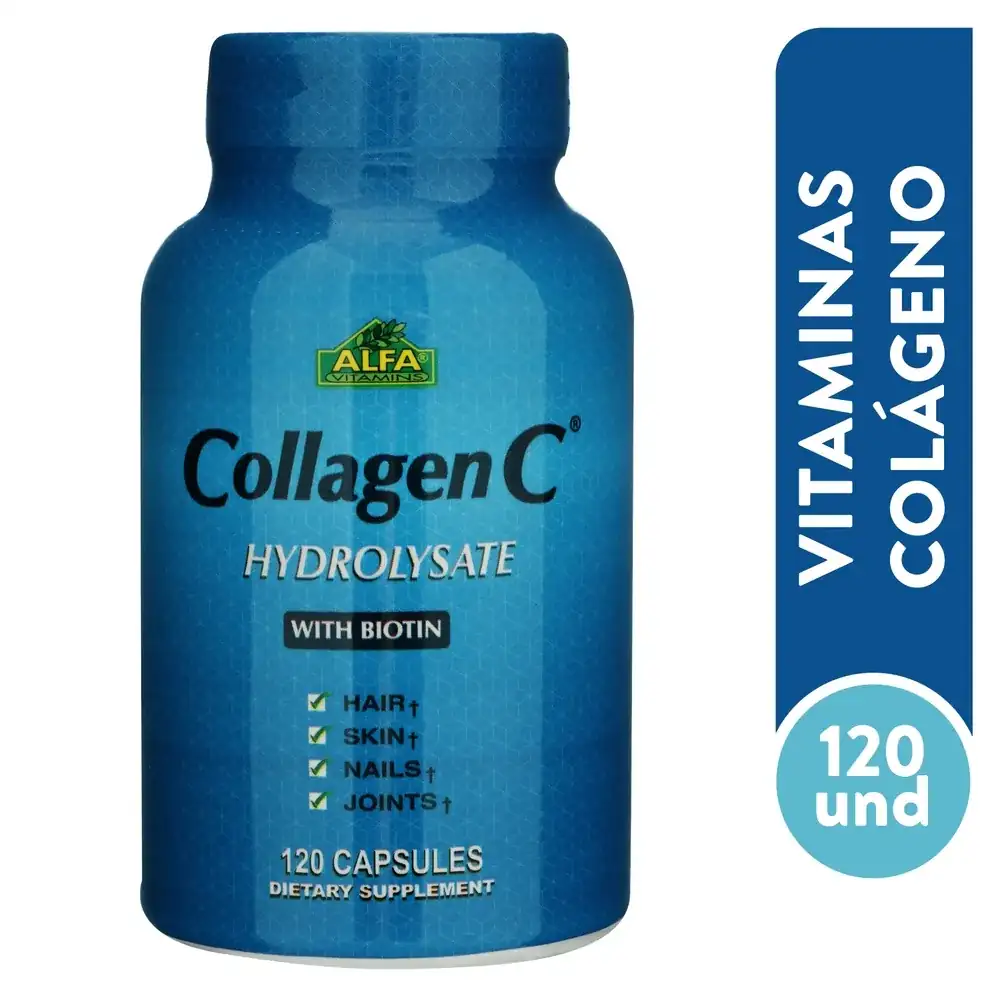 ALFA®
VITAMINS
Collagen C®
HYDROLYSATE
WITH BIOTIN
HAIR†
SKIN†
NAILS†
JOINTS†
120 CAPSULES
DIETARY SUPPLEMENT
VITAMINAS
COLÁGENO
120
und